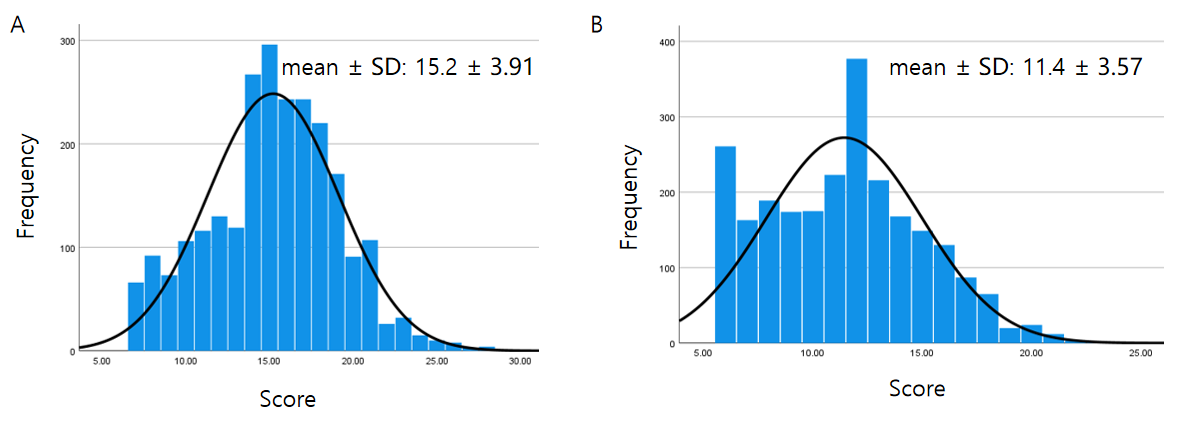 A
mean ± SD: 15.2 ± 3.91
Frequency
300
200
100
0
5.00 10.00 15.00 20.00 25.00 30.00
Score
B
mean ± SD: 11.4 ± 3.57
Frequency
400
300
200
100
0
5.00 10.00 15.00 20.00 25.00
Score